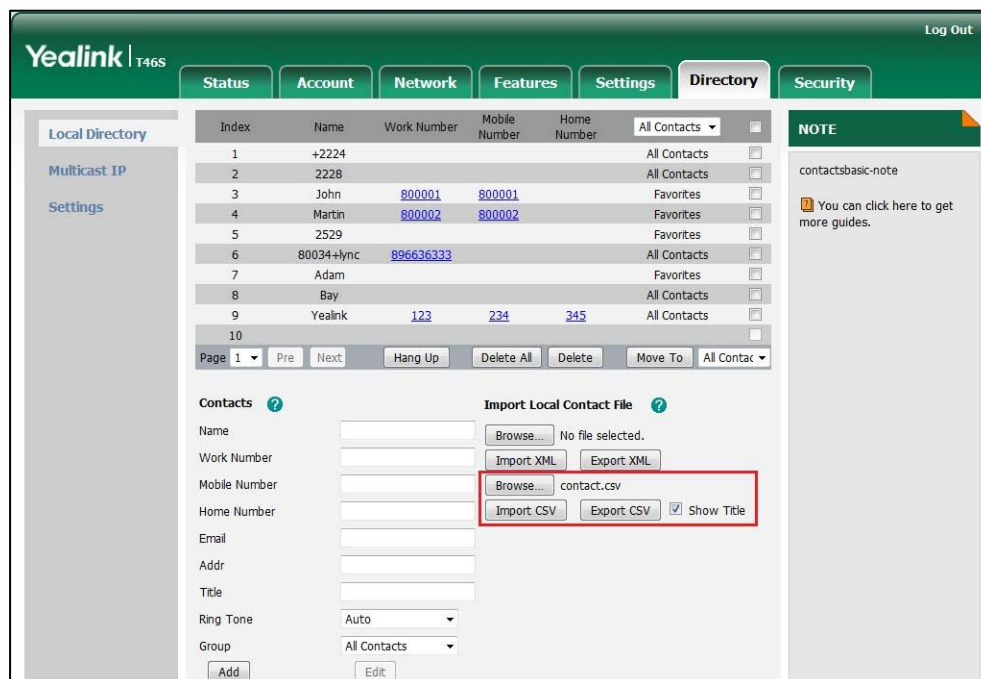 Log Out
Yealink T46S
Status Account Network Features Settings Directory Security
Local Directory
Multicast IP
Settings
Index Name Work Number Mobile Number Home Number All Contacts
1 +2224 All Contacts
2 2228 All Contacts
3 John 800001 800001 Favorites
4 Martin 800002 800002 Favorites
5 2529 Favorites
6 80034+lync 896636333 All Contacts
7 Adam Favorites
8 Bay All Contacts
9 Yealink 123 234 345 All Contacts
10
Page 1 Pre Next Hang Up Delete All Delete Move To All Contac
Contacts ? Import Local Contact File ?
Name Browse... No file selected.
Work Number Import XML Export XML
Mobile Number Browse... contact.csv
Home Number Import CSV Export CSV Show Title
Email
Addr
Title
Ring Tone Auto
Group All Contacts
Add Edit
NOTE
contactsbasic-note
? You can click here to get
more guides.